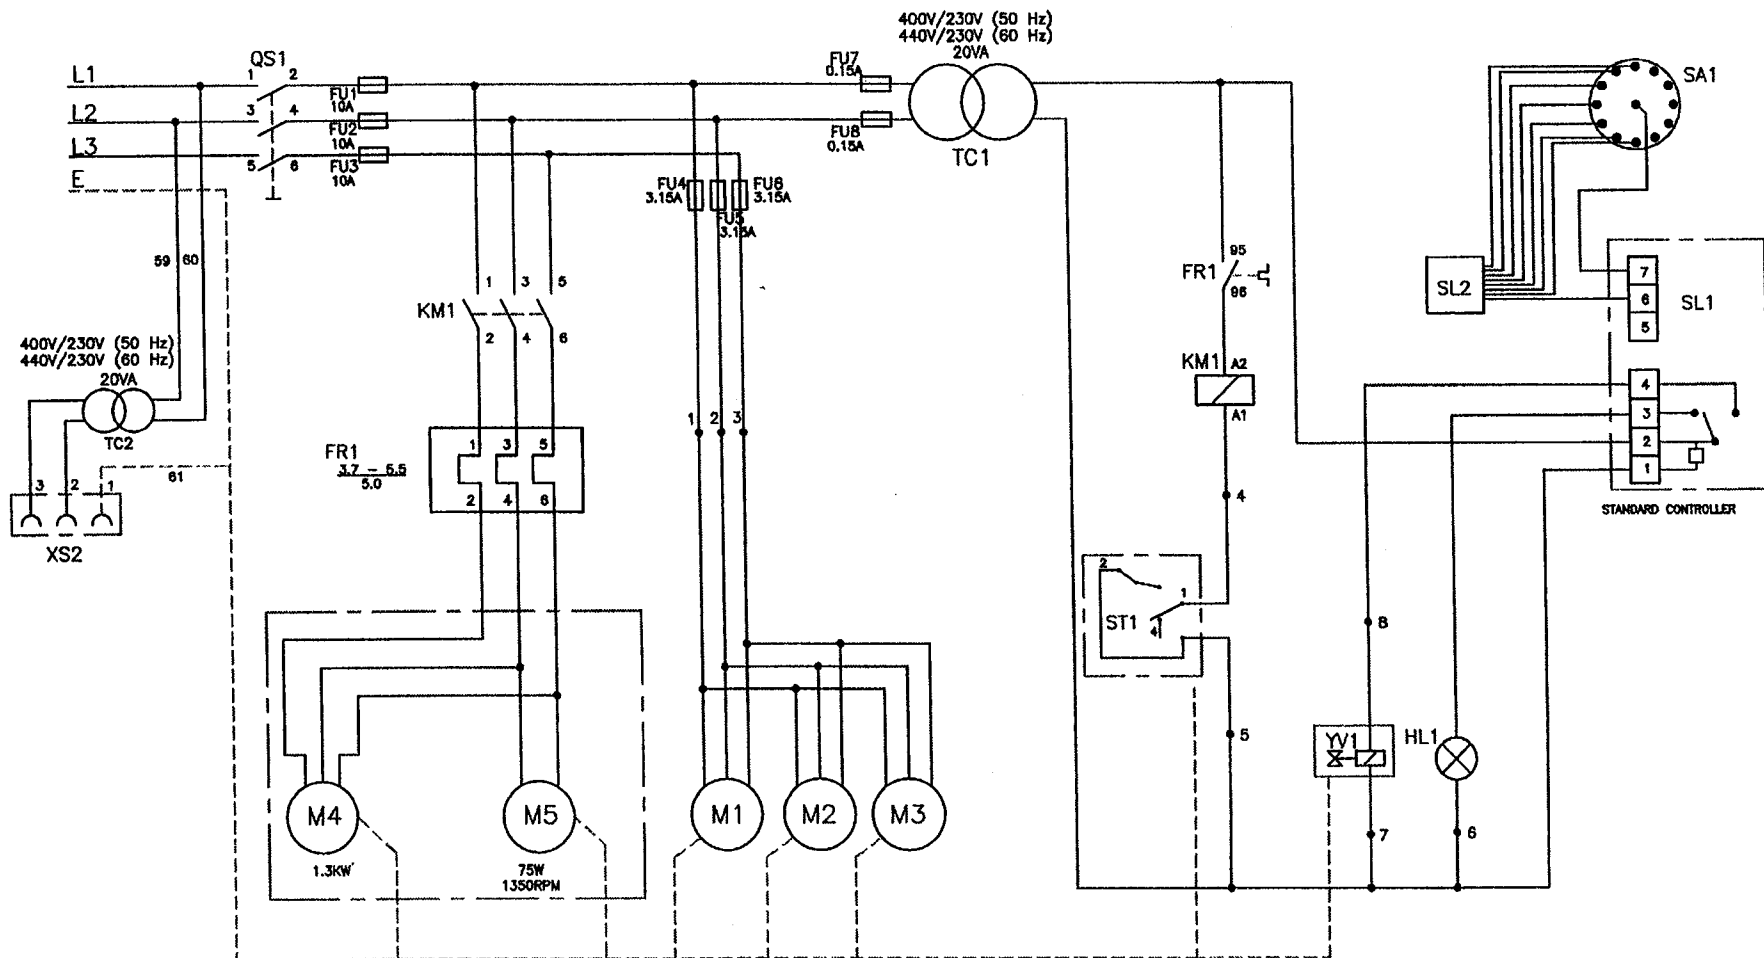 400V/230V (50 Hz)
440V/230V (60 Hz)
20VA
TC1
QS1
L1
1
2
L2
3
4
L3
5
6
E
FU1
10A
FU2
10A
FU3
10A
FU7
0.15A
FU8
0.15A
FU4
3.15A
FU5
3.15A
FU6
3.15A
SA1
59
60
KM1
1
3
5
2
4
6
FR1
95
96
KM1
A2
A1
SL2
7
6
5
SL1
4
3
2
1
STANDARD CONTROLLER
400V/230V (50 Hz)
440V/230V (60 Hz)
20VA
TC2
61
3
2
1
XS2
FR1
3.7 - 5.5
5.0
1
3
5
2
4
6
1
2
3
4
2
1
ST1
4
5
8
YV1
HL1
7
6
M4
1.3KW
M5
75W
1350RPM
M1
M2
M3